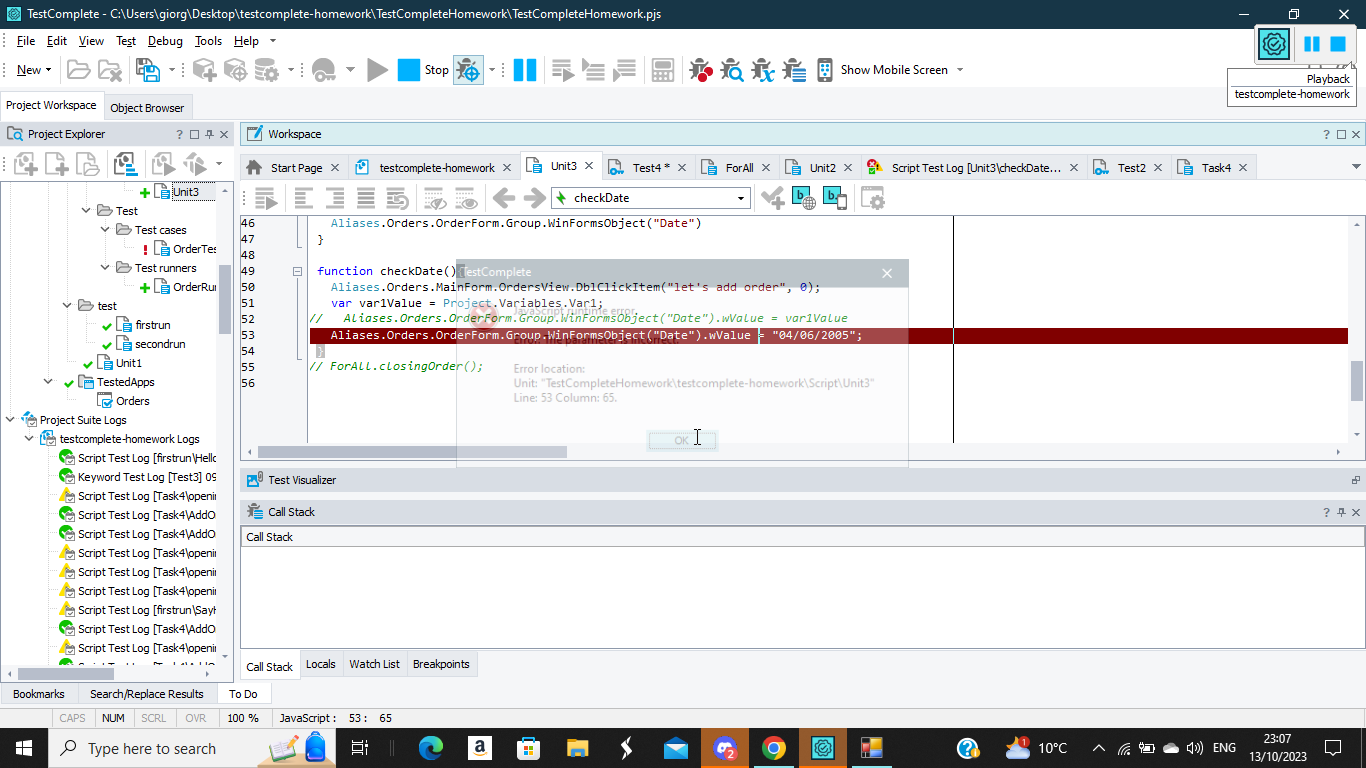 TestComplete - C:\Users\giorg\Desktop\testcomplete-homework\TestCompleteHomework\TestCompleteHomework.pjs
File Edit View Test Debug Tools Help
New Stop Show Mobile Screen
Playback
testcomplete-homework
Project Workspace Object Browser
Project Explorer
Workspace
Start Page testcomplete-homework Unit3 Test4 * ForAll Unit2 Script Test Log [Unit3\checkDate... Test2 Task4
checkDate
Unit3
Test
Test cases
OrderTes
Test runners
OrderRu
test
firstrun
secondrun
Unit1
TestedApps
Orders
Project Suite Logs
testcomplete-homework Logs
Script Test Log [firstrun\Hello
Keyword Test Log [Test3] 09
Script Test Log [Task4\openin
Script Test Log [Task4\AddO
Script Test Log [Task4\AddO
Script Test Log [Task4\openin
Script Test Log [Task4\openin
Script Test Log [Task4\openin
Script Test Log [firstrun\SayH
Script Test Log [Task4\AddO
Script Test Log [Task4\openin
46 Aliases.Orders.OrderForm.Group.WinFormsObject("Date")
47 }
48
49 function checkDate(){
50 Aliases.Orders.MainForm.OrdersView.DblClickItem("let's add order", 0);
51 var var1Value = Project.Variables.Var1;
52 // Aliases.Orders.OrderForm.Group.WinFormsObject("Date").wValue = var1Value
53 Aliases.Orders.OrderForm.Group.WinFormsObject("Date").wValue = "04/06/2005";
54 }
55 // ForAll.closingOrder();
56
TestComplete
JavaScript runtime error.
Error location:
Unit: "TestCompleteHomework\testcomplete-homework\Script\Unit3"
Line: 53 Column: 65.
OK
Test Visualizer
Call Stack
Call Stack
Call Stack Locals Watch List Breakpoints
Bookmarks Search/Replace Results To Do
CAPS NUM SCRL OVR 100 % JavaScript : 53 : 65
Type here to search
2
10°C
ENG
23:07
13/10/2023